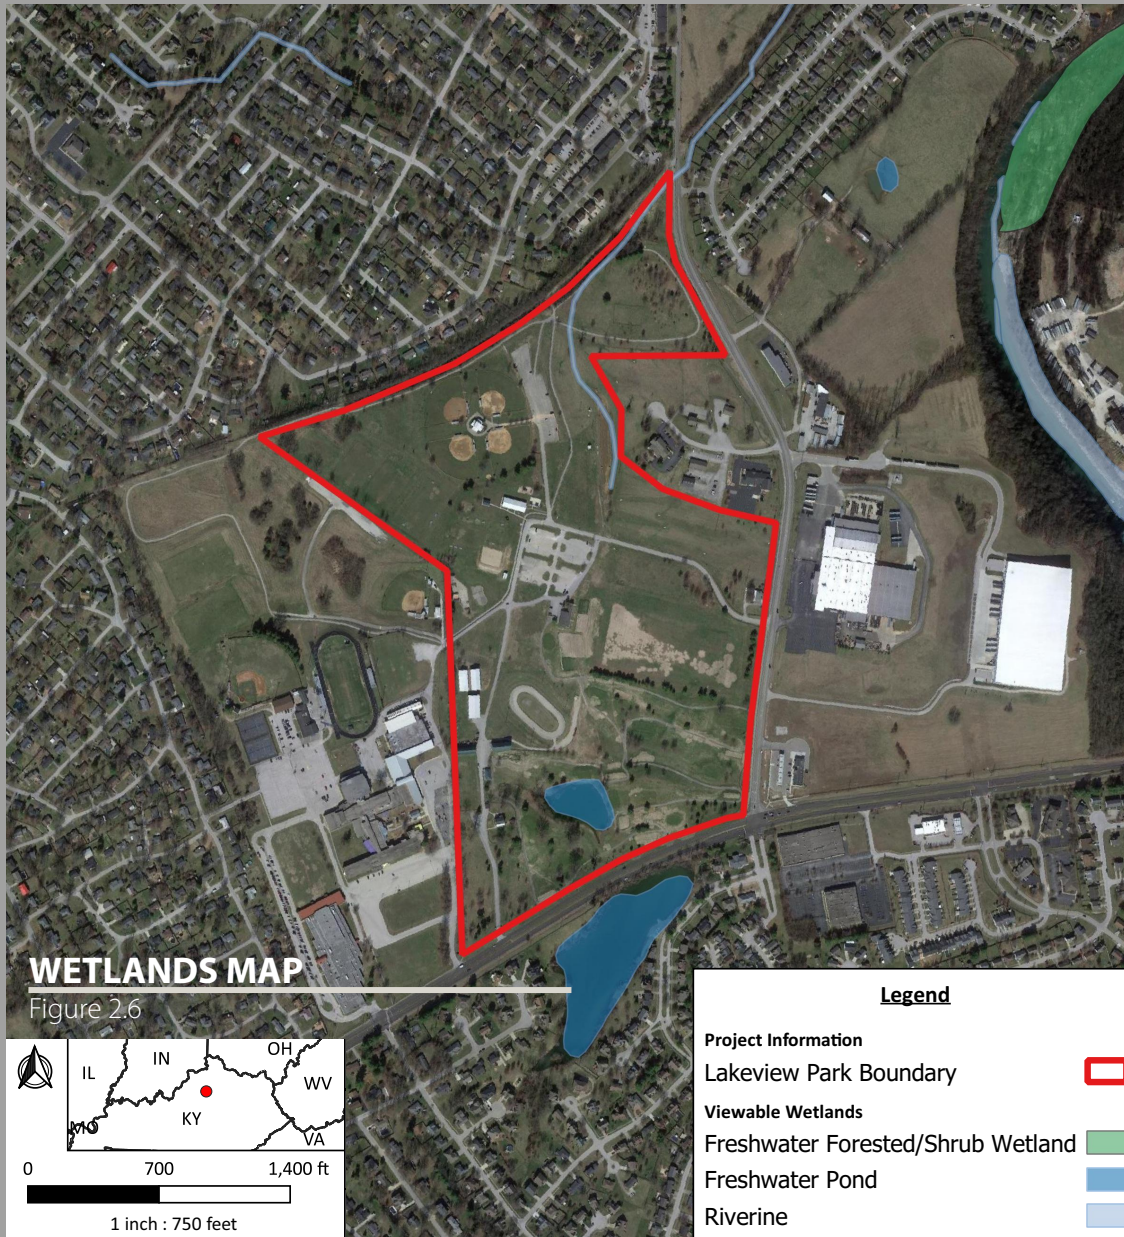 WETLANDS MAP
Figure 2.6
IL
IN
OH
WV
KY
MO
VA
0 700 1,400 ft
1 inch : 750 feet
Legend
Project Information
Lakeview Park Boundary
Viewable Wetlands
Freshwater Forested/Shrub Wetland
Freshwater Pond
Riverine